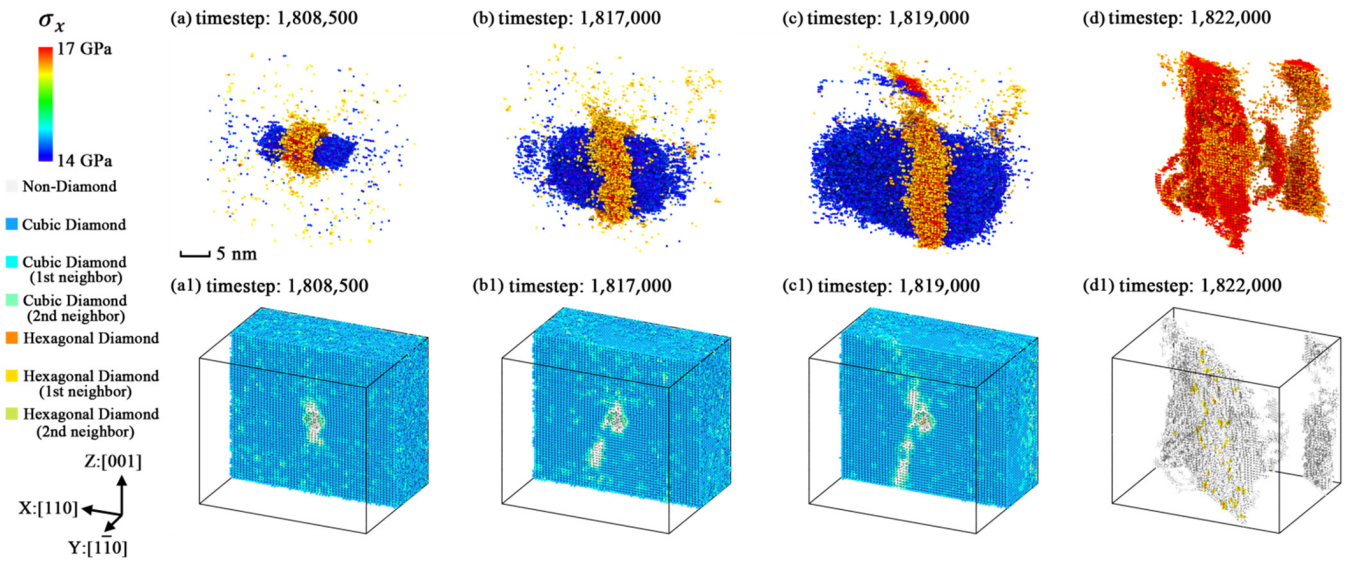 σx
17 GPa
14 GPa
Non-Diamond
Cubic Diamond
Cubic Diamond
(1st neighbor)
Cubic Diamond
(2nd neighbor)
Hexagonal Diamond
Hexagonal Diamond
(1st neighbor)
Hexagonal Diamond
(2nd neighbor)
Z:[001]
X:[110]
Y:[11̅0]
(a) timestep: 1,808,500
(b) timestep: 1,817,000
(c) timestep: 1,819,000
(d) timestep: 1,822,000
5 nm
(a1) timestep: 1,808,500
(b1) timestep: 1,817,000
(c1) timestep: 1,819,000
(d1) timestep: 1,822,000